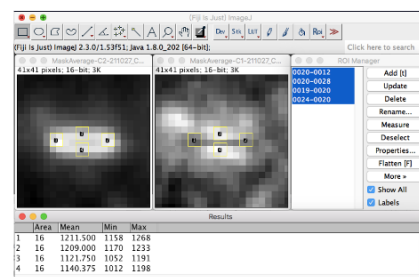 (Fiji Is Just) ImageJ
Dev Stk LUT
(Fiji Is Just) ImageJ 2.3.0/1.53f51; Java 1.8.0_202 [64-bit];
Click here to search
MaskAverage-C2-211027_C...
41x41 pixels; 16-bit; 3K
MaskAverage-C1-211027_C...
41x41 pixels; 16-bit; 3K
ROI Manager
0020-0012
0020-0028
0019-0020
0024-0020
Add [t]
Update
Delete
Rename...
Measure
Deselect
Properties...
Flatten [F]
More »
Show All
Labels
Results
Area Mean Min Max
1 16 1211.500 1158 1268
2 16 1209.000 1170 1233
3 16 1121.750 1052 1191
4 16 1140.375 1012 1198